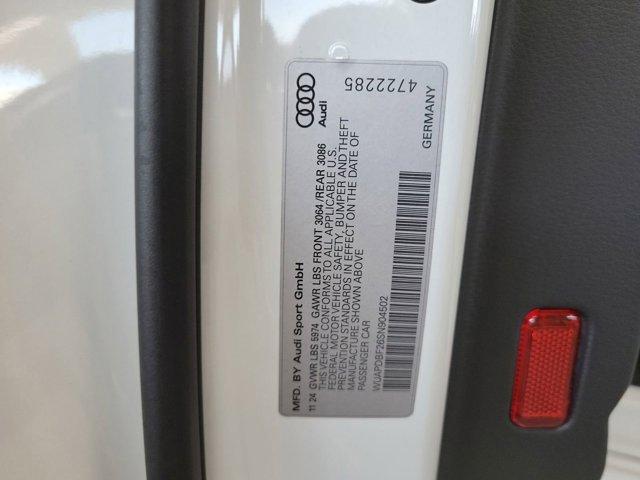 MFD. BY Audi Sport GmbH
11 24 GVWR LBS 5974 GAWR LBS FRONT 3064/REAR 3086
THIS VEHICLE CONFORMS TO ALL APPLICABLE U.S.
FEDERAL MOTOR VEHICLE SAFETY, BUMPER AND THEFT
PREVENTION STANDARDS IN EFFECT ON THE DATE OF
MANUFACTURE SHOWN ABOVE
PASSENGER CAR
WUAPDBF26SN904502
Audi
GERMANY
4722285